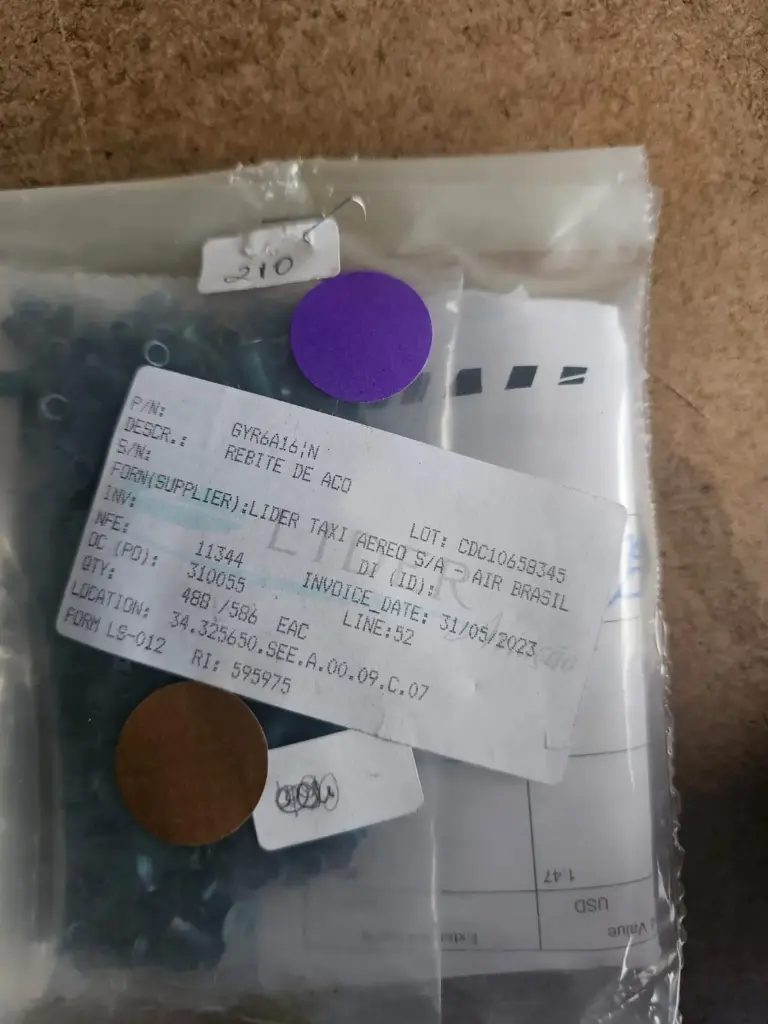 210
P/N: GYR6A16;N
DESCR.: REBITE DE ACO
S/N: LOT: CDC10658345
FORN(SUPPLIER):LIDER TAXI AEREO S/A - AIR BRASIL
INV: DI (ID):
NFE: 11344 INVOICE_DATE: 31/05/2023
OC (PO): 310055 LINE:52
QTY: 488 /586 EAC
LOCATION: 34.325650.SEE.A.00.09.C.07
FORM LS-012 RI: 595975
LIDER
1.47
USD
Value